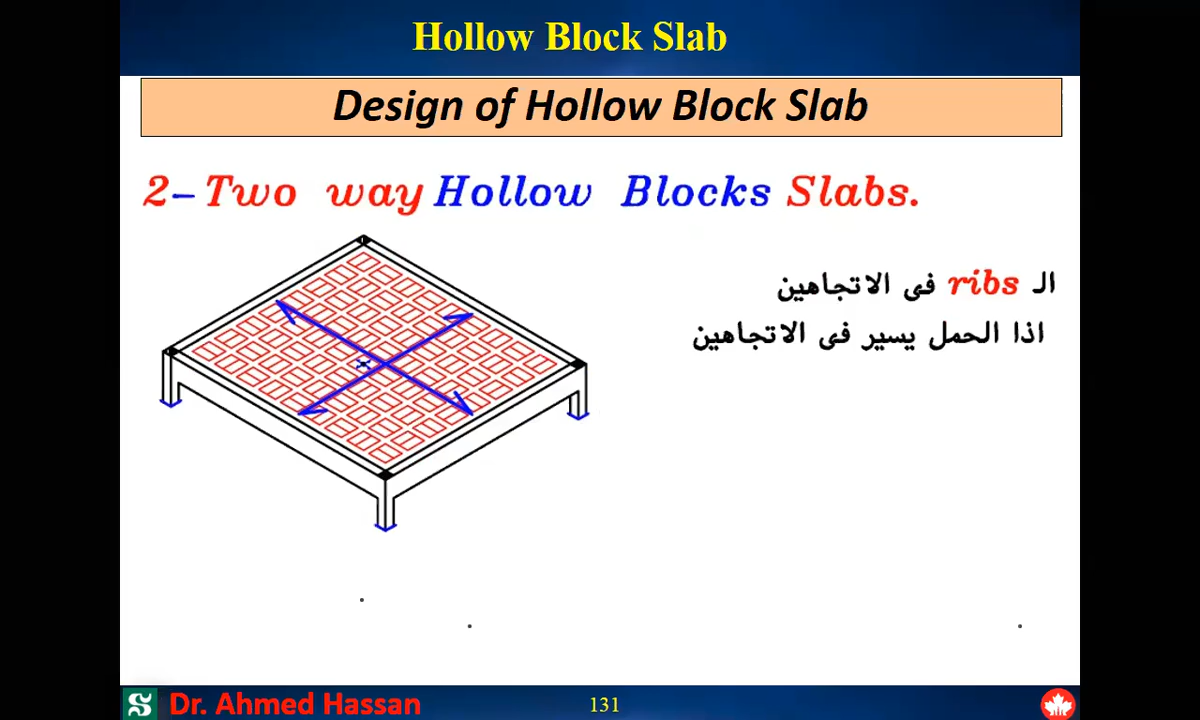 Hollow Block Slab
Design of Hollow Block Slab
2- Two way Hollow Blocks Slabs.
الـ ribs فى الاتجاهين
اذا الحمل يسير فى الاتجاهين
Dr. Ahmed Hassan
131